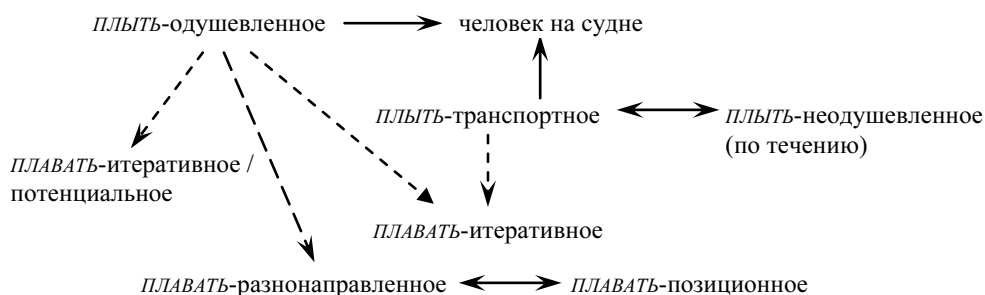 ПЛЫТЬ-одушевленное человек на судне
ПЛЫТЬ-транспортное ПЛЫТЬ-неодушевленное
(по течению)
ПЛАВАТЬ-итеративное /
потенциальное
ПЛАВАТЬ-итеративное
ПЛАВАТЬ-разнонаправленное ПЛАВАТЬ-позиционное